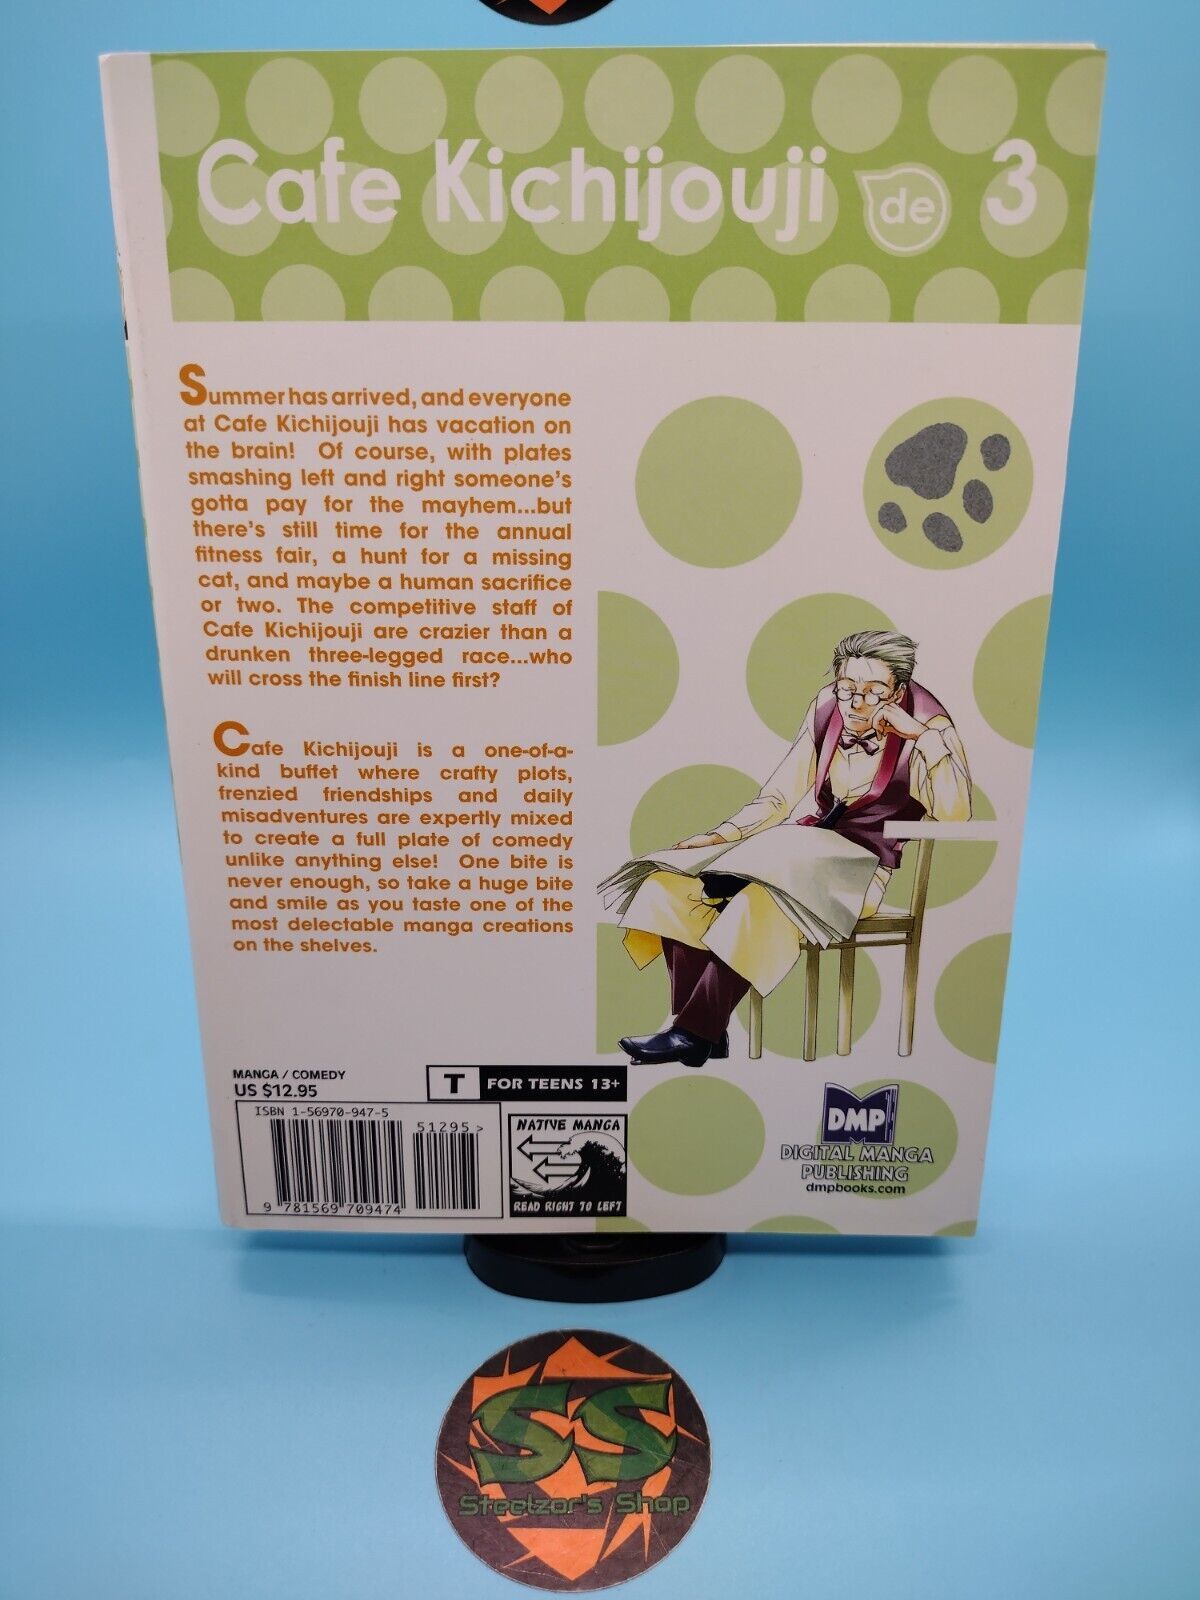 Cafe Kichijouji de 3
Summer has arrived, and everyone
at Cafe Kichijouji has vacation on
the brain! Of course, with plates
smashing left and right someone's
gotta pay for the mayhem...but
there's still time for the annual
fitness fair, a hunt for a missing
cat, and maybe a human sacrifice
or two. The competitive staff of
Cafe Kichijouji are crazier than a
drunken three-legged race...who
will cross the finish line first?
Cafe Kichijouji is a one-of-a-
kind buffet where crafty plots,
frenzied friendships and daily
misadventures are expertly mixed
to create a full plate of comedy
unlike anything else! One bite is
never enough, so take a huge bite
and smile as you taste one of the
most delectable manga creations
on the shelves.
MANGA / COMEDY
US $12.95
T FOR TEENS 13+
ISBN 1-56970-947-5
51295>
9 781569 709474
NATIVE MANGA
READ RIGHT TO LEFT
DMP
DIGITAL MANGA
PUBLISHING
dmpbooks.com
SS
Steelzor's Shop